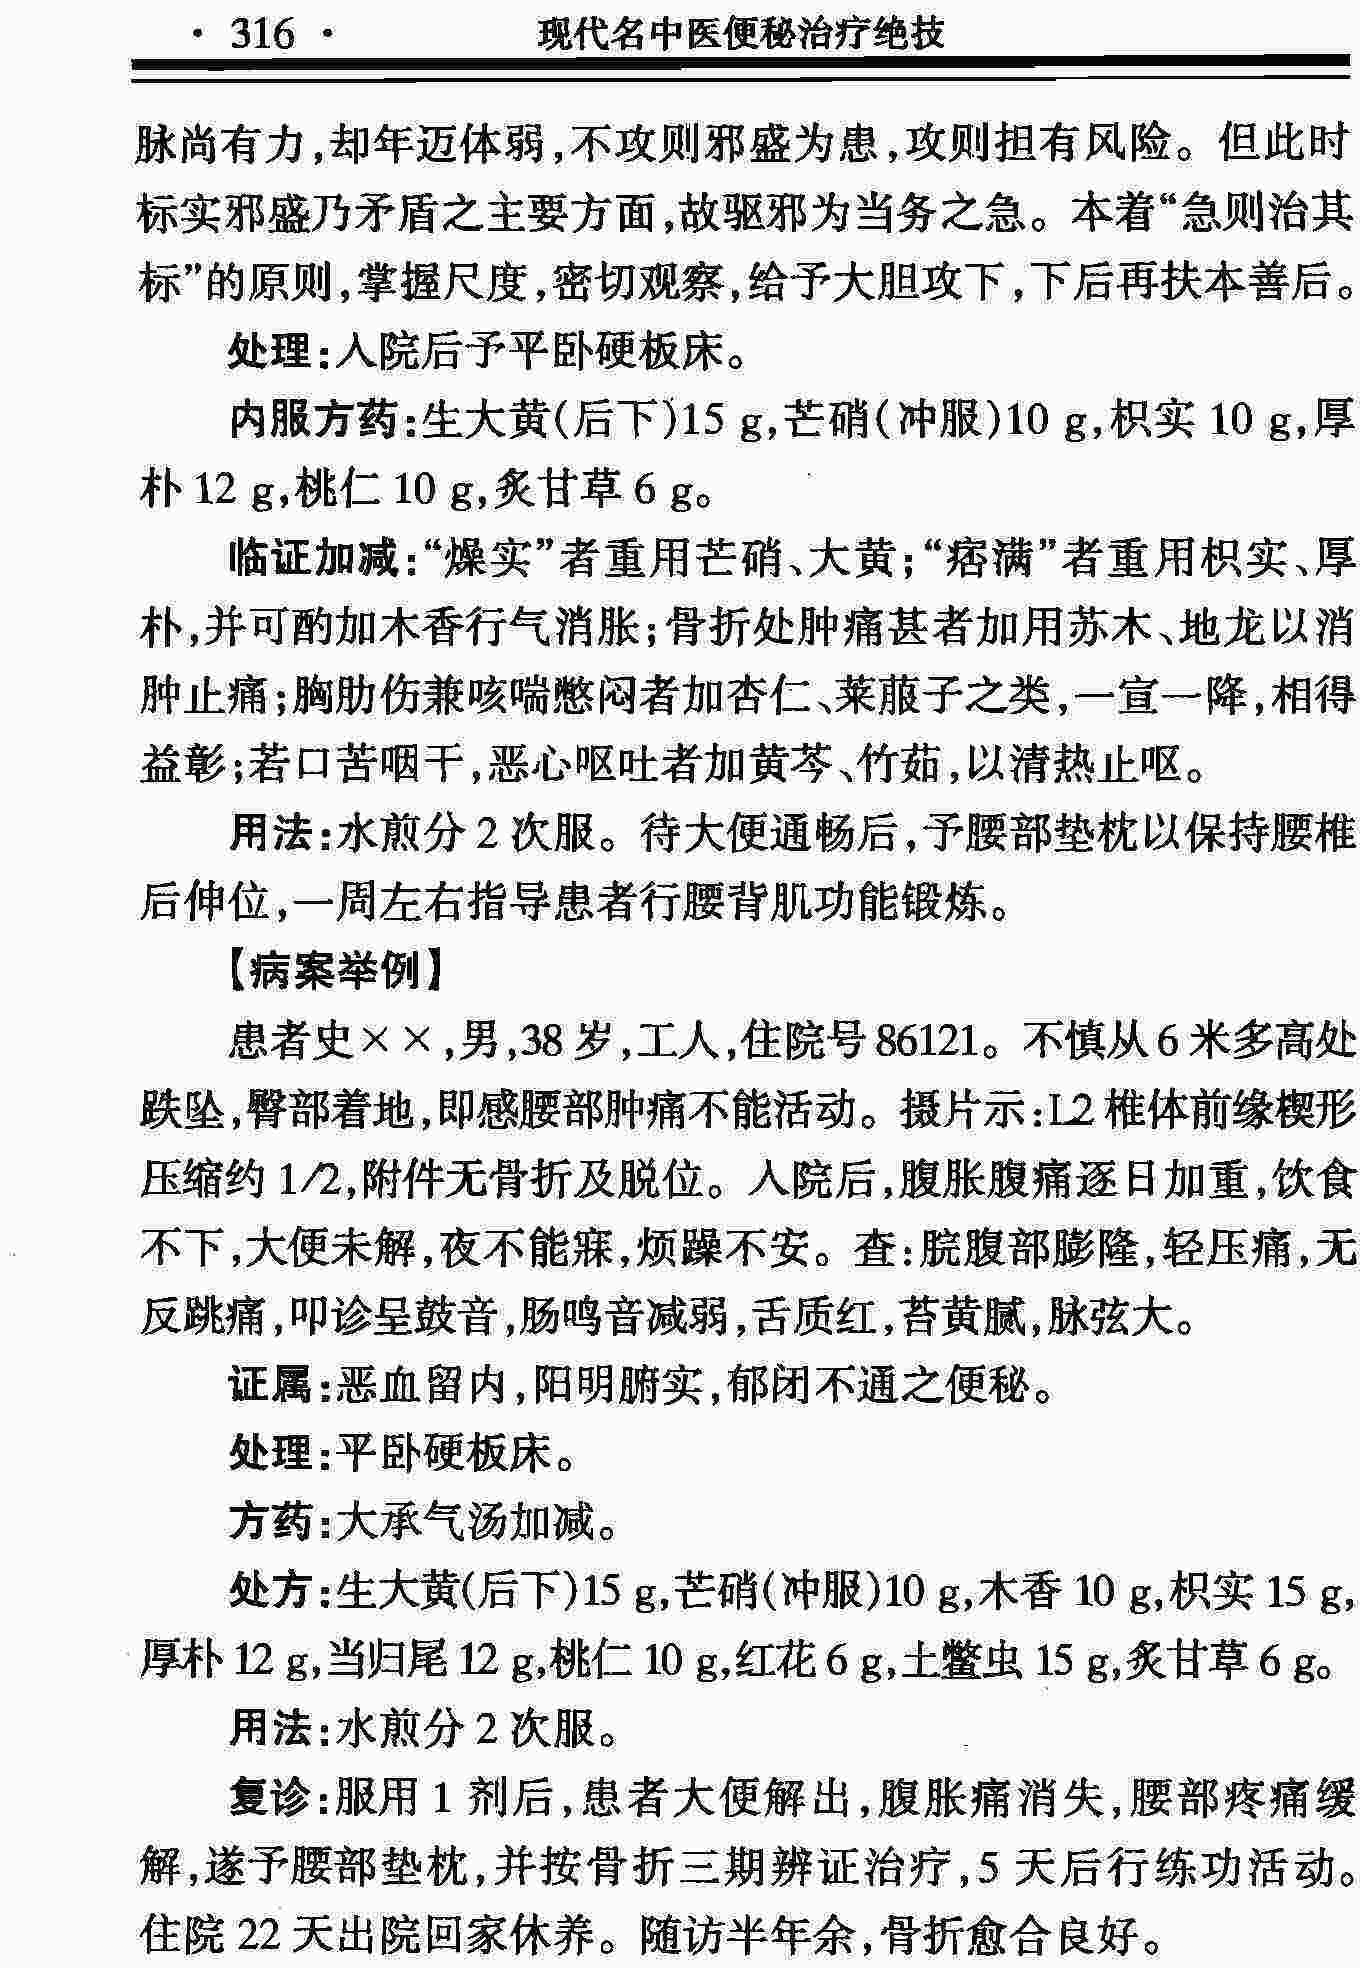 · 316 · 现代名中医便秘治疗绝技
脉尚有力,却年迈体弱,不攻则邪盛为患,攻则担有风险。但此时
标实邪盛乃矛盾之主要方面,故驱邪为当务之急。本着“急则治其
标”的原则,掌握尺度,密切观察,给予大胆攻下,下后再扶本善后。
处理:入院后予平卧硬板床。
内服方药:生大黄(后下)15 g,芒硝(冲服)10 g,枳实 10 g,厚
朴 12 g,桃仁 10 g,炙甘草 6 g。
临证加减:“燥实”者重用芒硝、大黄;“痞满”者重用枳实、厚
朴,并可酌加木香行气消胀;骨折处肿痛甚者加用苏木、地龙以消
肿止痛;胸肋伤兼咳喘憋闷者加杏仁、莱菔子之类,一宣一降,相得
益彰;若口苦咽干,恶心呕吐者加黄芩、竹茹,以清热止呕。
用法:水煎分 2 次服。待大便通畅后,予腰部垫枕以保持腰椎
后伸位,一周左右指导患者行腰背肌功能锻炼。
【病案举例】
患者史××,男,38 岁,工人,住院号 86121。不慎从 6 米多高处
跌坠,臀部着地,即感腰部肿痛不能活动。摄片示:L2 椎体前缘楔形
压缩约 1/2,附件无骨折及脱位。入院后,腹胀腹痛逐日加重,饮食
不下,大便未解,夜不能寐,烦躁不安。查:脘腹部膨隆,轻压痛,无
反跳痛,叩诊呈鼓音,肠鸣音减弱,舌质红,苔黄腻,脉弦大。
证属:恶血留内,阳明腑实,郁闭不通之便秘。
处理:平卧硬板床。
方药:大承气汤加减。
处方:生大黄(后下)15 g,芒硝(冲服)10 g,木香 10 g,枳实 15 g,
厚朴 12 g,当归尾 12 g,桃仁 10 g,红花 6 g,土鳖虫 15 g,炙甘草 6 g。
用法:水煎分 2 次服。
复诊:服用 1 剂后,患者大便解出,腹胀痛消失,腰部疼痛缓
解,遂予腰部垫枕,并按骨折三期辨证治疗,5 天后行练功活动。
住院 22 天出院回家休养。随访半年余,骨折愈合良好。